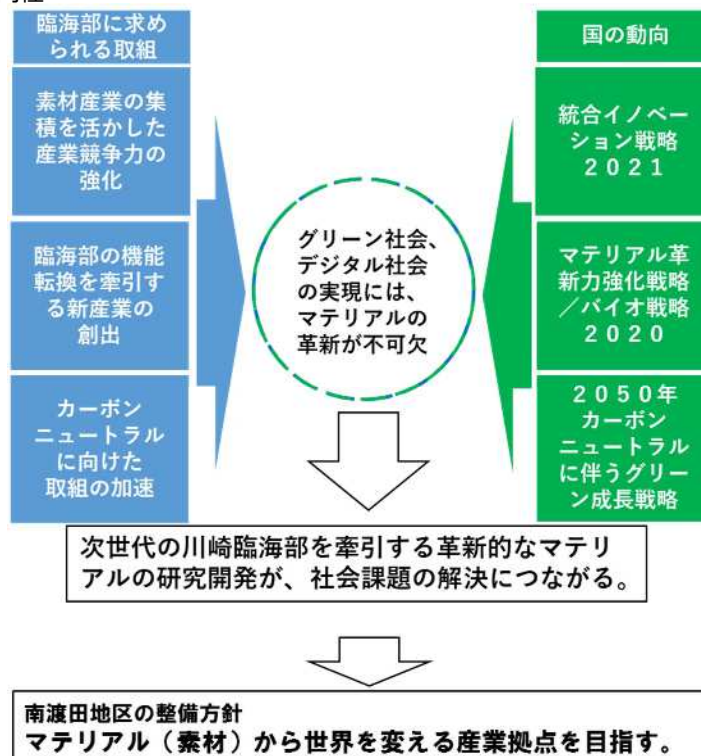 臨海部に求め
られる取組
素材産業の集
積を活かした
産業競争力の
強化
臨海部の機能
転換を牽引す
る新産業の
創出
カーボン
ニュートラル
に向けた
取組の加速
グリーン社会、
デジタル社会
の実現には、
マテリアルの
革新が不可欠
国の動向
統合イノベー
ション戦略
２０２１
マテリアル革
新力強化戦略
／バイオ戦略
２０２０
２０５０年
カーボン
ニュートラル
に伴うグリー
ン成長戦略
次世代の川崎臨海部を牽引する革新的なマテリ
アルの研究開発が、社会課題の解決につながる。
南渡田地区の整備方針
マテリアル（素材）から世界を変える産業拠点を目指す。